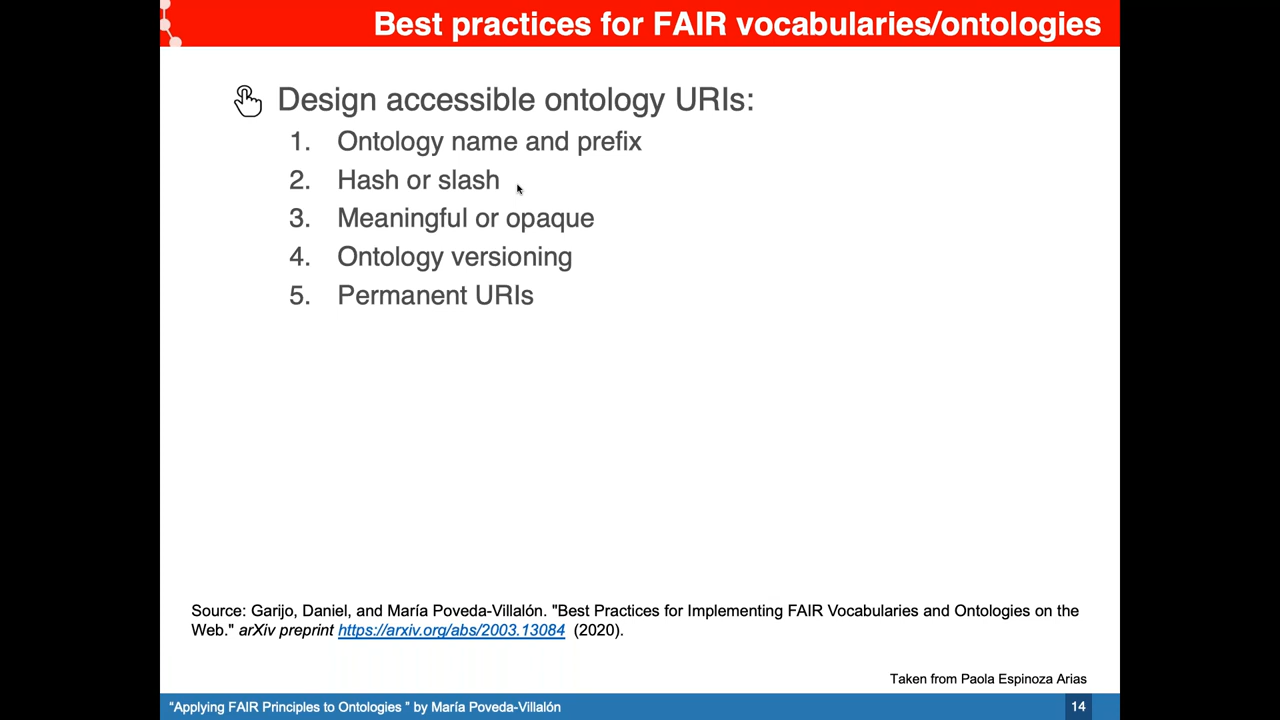 Best practices for FAIR vocabularies/ontologies
Design accessible ontology URIs:
1. Ontology name and prefix
2. Hash or slash
3. Meaningful or opaque
4. Ontology versioning
5. Permanent URIs
Source: Garijo, Daniel, and María Poveda-Villalón. "Best Practices for Implementing FAIR Vocabularies and Ontologies on the
Web." arXiv preprint https://arxiv.org/abs/2003.13084 (2020).
Taken from Paola Espinoza Arias
“Applying FAIR Principles to Ontologies ” by María Poveda-Villalón
14